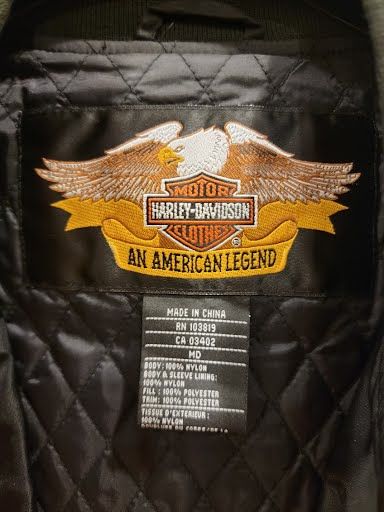 MOTOR
HARLEY-DAVIDSON
CLOTHES
®
AN AMERICAN LEGEND
MADE IN CHINA
RN 103819
CA 03402
MD
BODY: 100% NYLON
BODY & SLEEVE LINING:
100% NYLON
FILL : 100% POLYESTER
TRIM: 100% POLYESTER
TISSUE D'EXTERIEUR :
100% NYLON